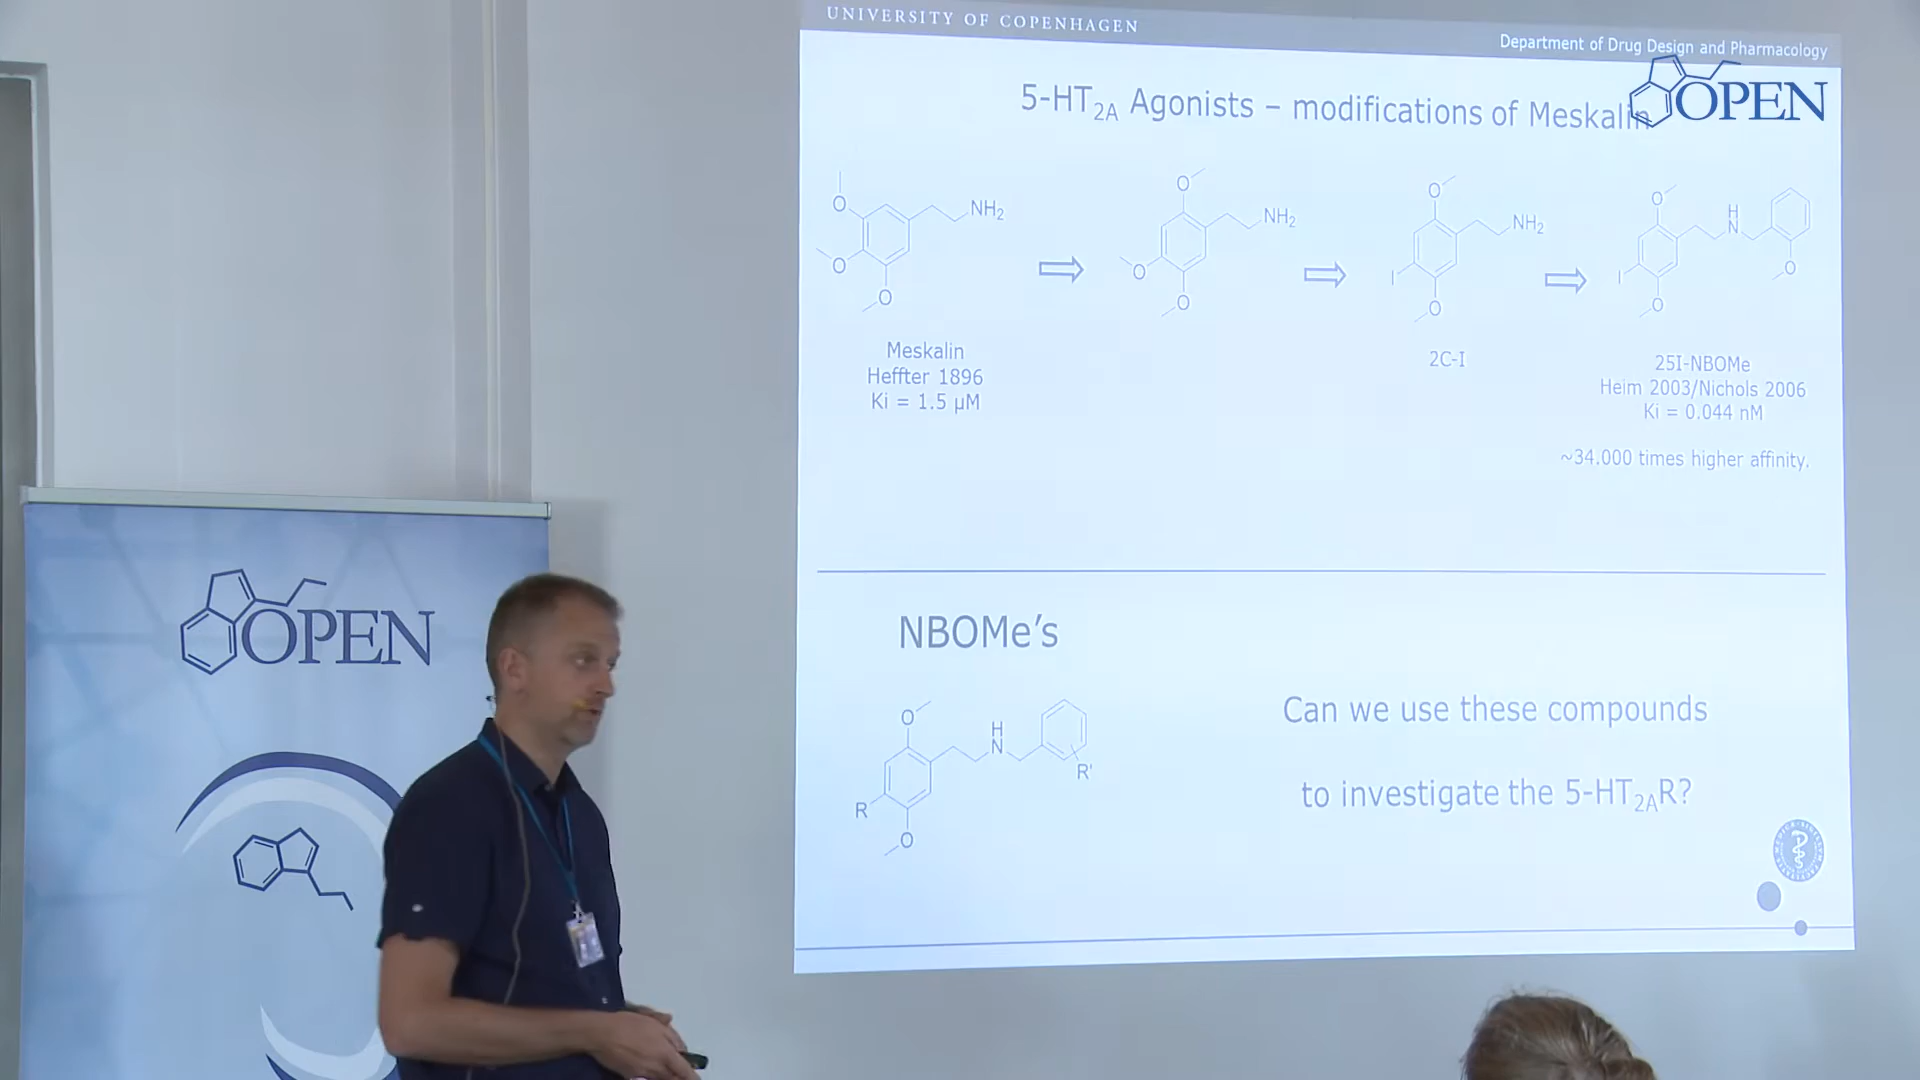 UNIVERSITY OF COPENHAGEN
Department of Drug Design and Pharmacology
OPEN
5-HT2A Agonists – modifications of Meskalin
O
O
O
NH2
O
O
O
NH2
O
I
O
NH2
O
I
O
H
N
O
Meskalin
Heffter 1896
Ki = 1.5 µM
2C-I
25I-NBOMe
Heim 2003/Nichols 2006
Ki = 0.044 nM
~34.000 times higher affinity.
NBOMe's
O
R
O
H
N
R'
Can we use these compounds
to investigate the 5-HT2AR?
OPEN